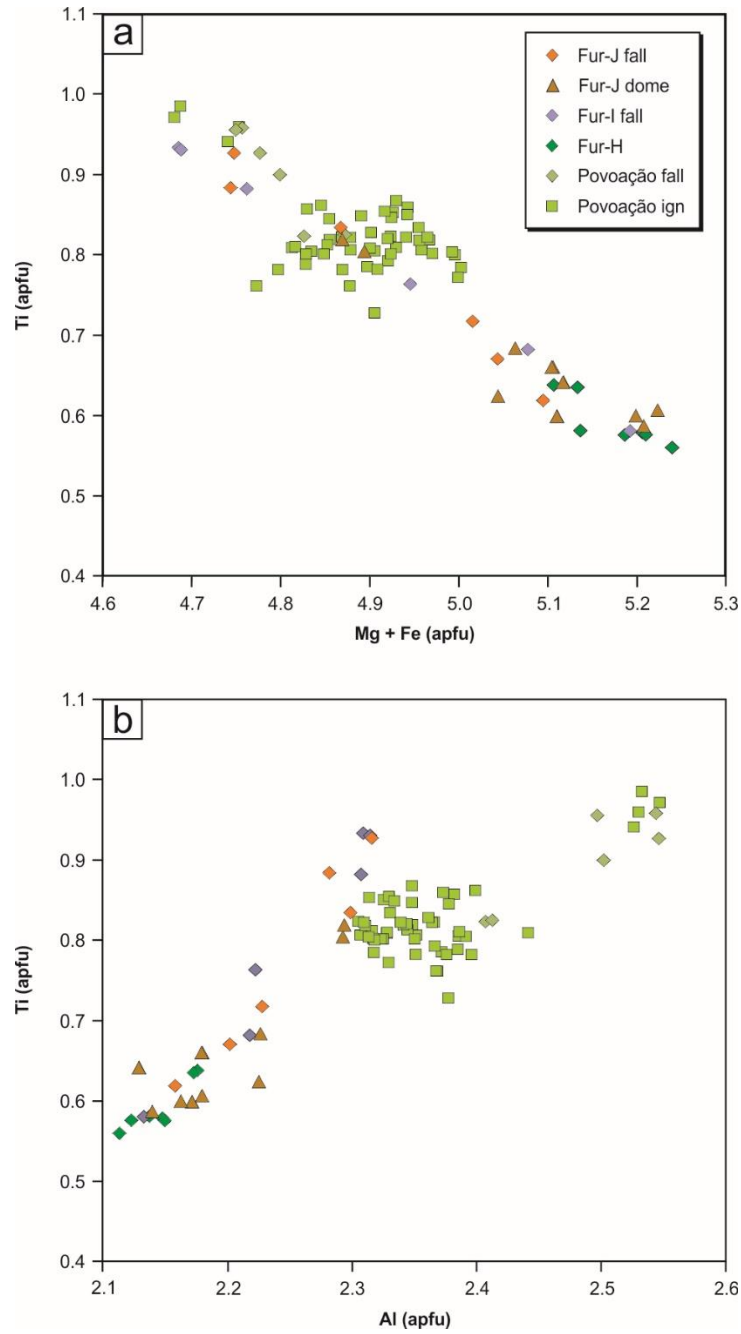 a
1.1
1.0
0.9
0.8
0.7
0.6
0.5
0.4
Ti (apfu)
Fur-J fall
Fur-J dome
Fur-I fall
Fur-H
Povoação fall
Povoação ign
4.6 4.7 4.8 4.9 5.0 5.1 5.2 5.3
Mg + Fe (apfu)
b
1.1
1.0
0.9
0.8
0.7
0.6
0.5
0.4
Ti (apfu)
2.1 2.2 2.3 2.4 2.5 2.6
Al (apfu)